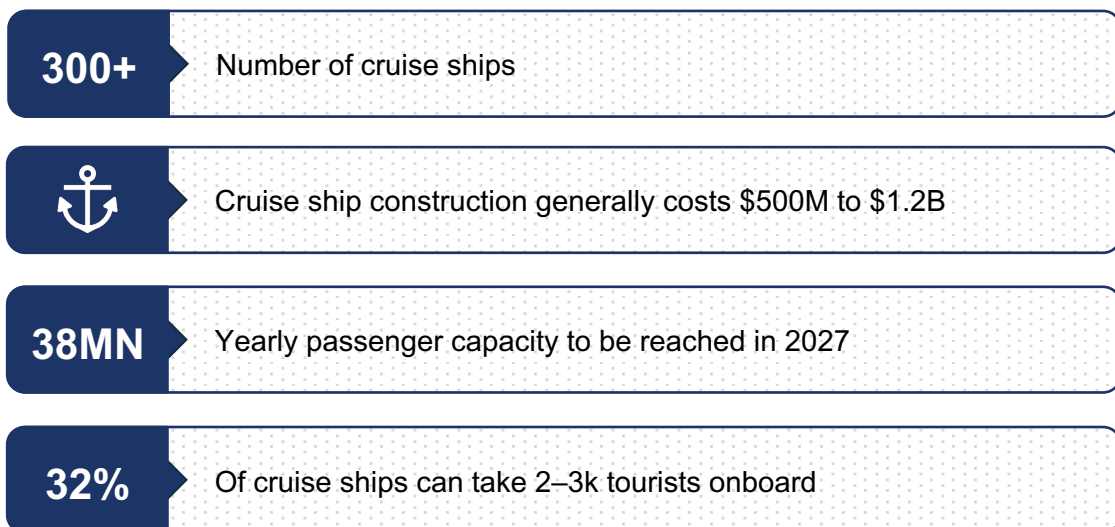 300+
Number of cruise ships
Cruise ship construction generally costs $500M to $1.2B
38MN
Yearly passenger capacity to be reached in 2027
32%
Of cruise ships can take 2–3k tourists onboard